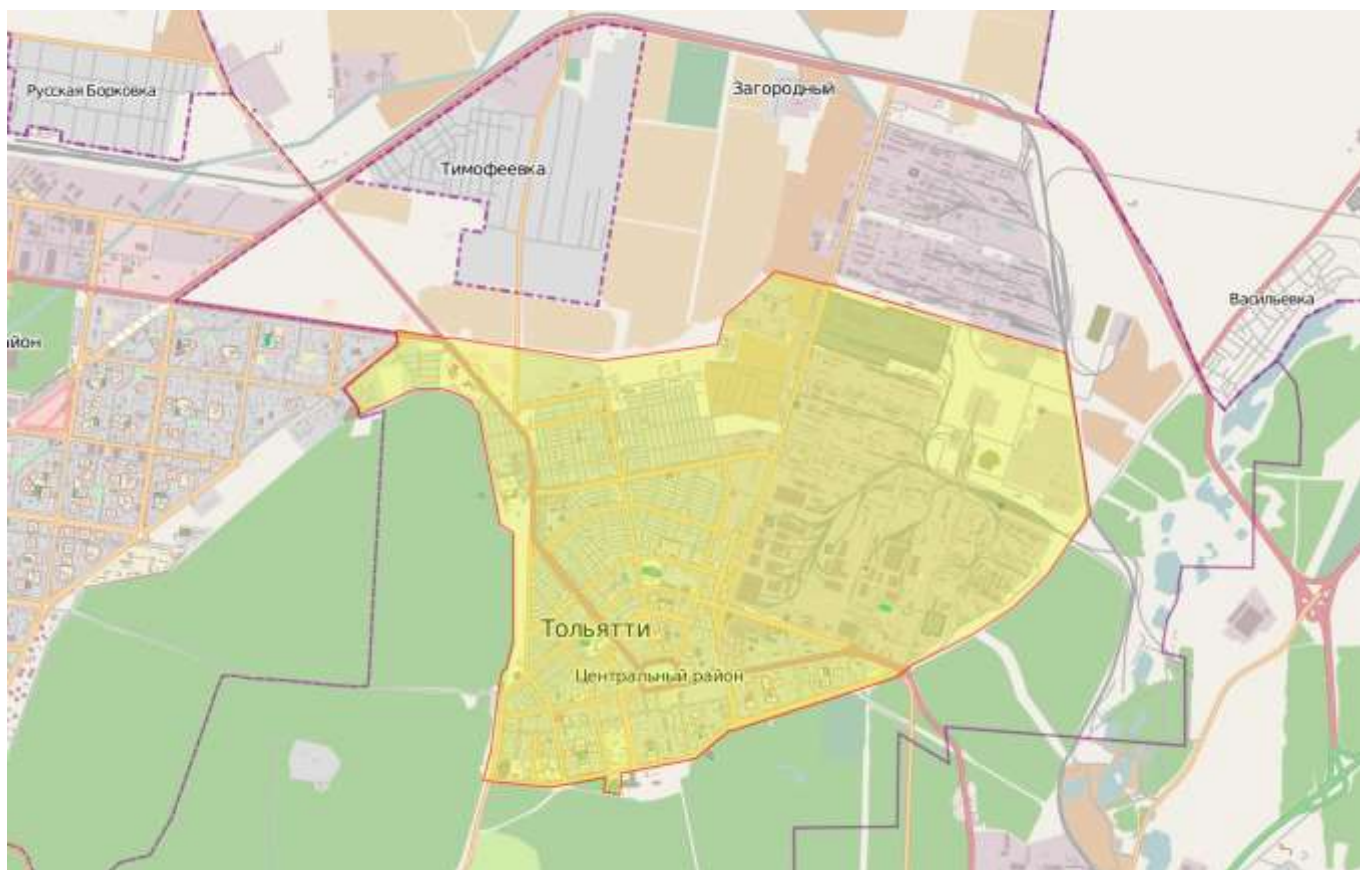 Загородный
Русская Борковка
Тимофеевка
Васильевка
йон
Тольятти
Центральный район